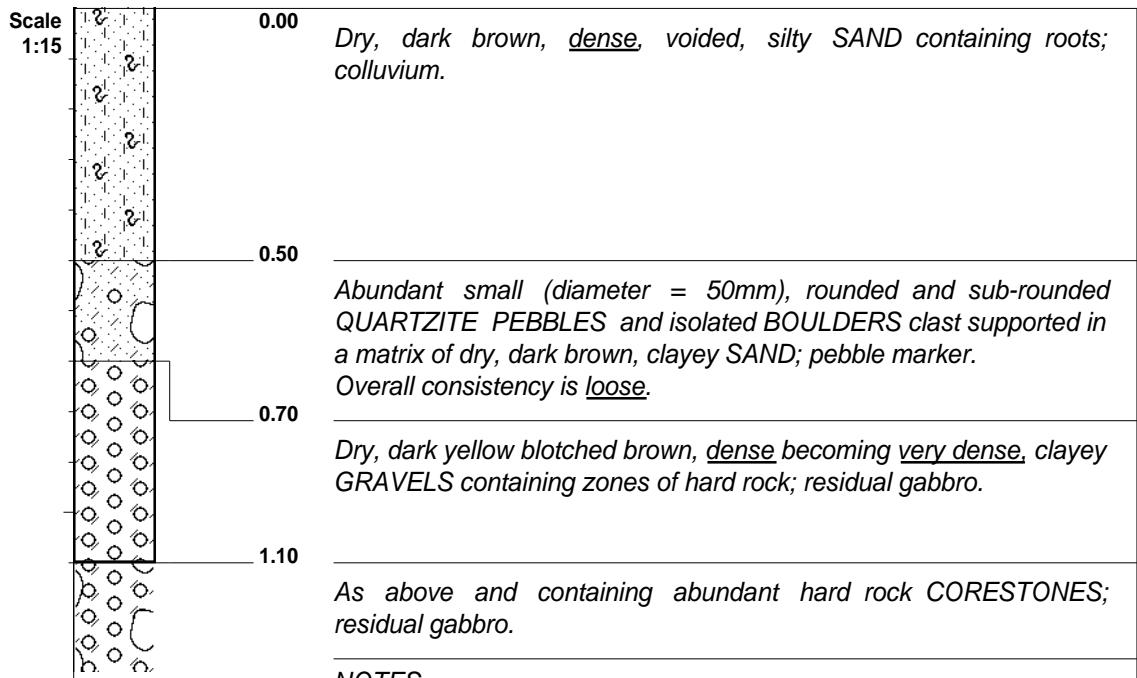 Scale
1:15
0.00
Dry, dark brown, dense, voided, silty SAND containing roots;
colluvium.
0.50
Abundant small (diameter = 50mm), rounded and sub-rounded
QUARTZITE PEBBLES and isolated BOULDERS clast supported in
a matrix of dry, dark brown, clayey SAND; pebble marker.
Overall consistency is loose.
0.70
Dry, dark yellow blotched brown, dense becoming very dense, clayey
GRAVELS containing zones of hard rock; residual gabbro.
1.10
As above and containing abundant hard rock CORESTONES;
residual gabbro.
NOTES